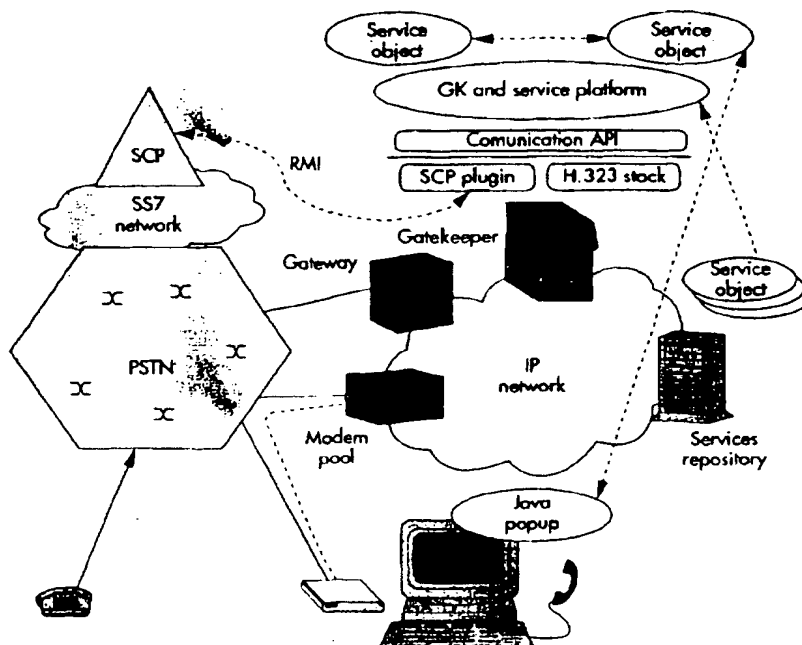 Service
object
Service
object
GK and service platform
SCP
Comunication API
RMI
SCP plugin
H.323 stack
SS7
network
Gatekeeper
Gateway
Service
object
PSTN
IP
network
Modem
pool
Services
repository
Java
popup